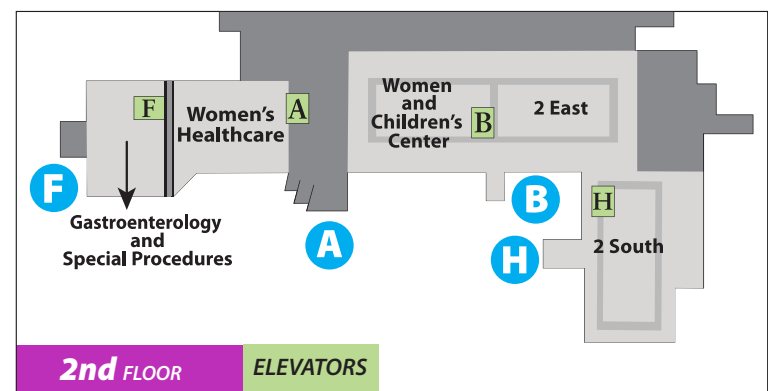 F
Women's
Healthcare
A
Women
and
Children's
Center
B
2 East
F
Gastroenterology
and
Special Procedures
A
B
H
H
2 South
2nd FLOOR
ELEVATORS